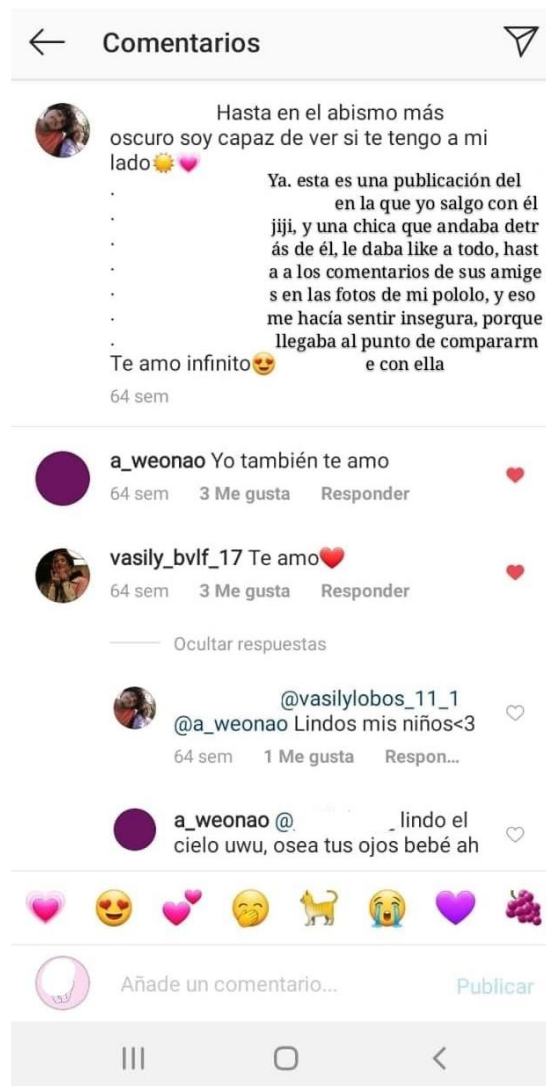 Comentarios
Hasta en el abismo más
oscuro soy capaz de ver si te tengo a mi
lado🌞💗
.
.
.
.
.
.
.
Te amo infinito😍
64 sem
Ya. esta es una publicación del
en la que yo salgo con él
jiji, y una chica que andaba detr
ás de él, le daba like a todo, hast
a a los comentarios de sus amige
s en las fotos de mi pololo, y eso
me hacía sentir insegura, porque
llegaba al punto de compararm
e con ella
a_weonao Yo también te amo
64 sem 3 Me gusta Responder
vasily_bvlf_17 Te amo❤️
64 sem 3 Me gusta Responder
Ocultar respuestas
@vasilylobos_11_1
@a_weonao Lindos mis niños<3
64 sem 1 Me gusta Respon...
a_weonao @ lindo el
cielo uwu, osea tus ojos bebé ah
Añade un comentario... Publicar